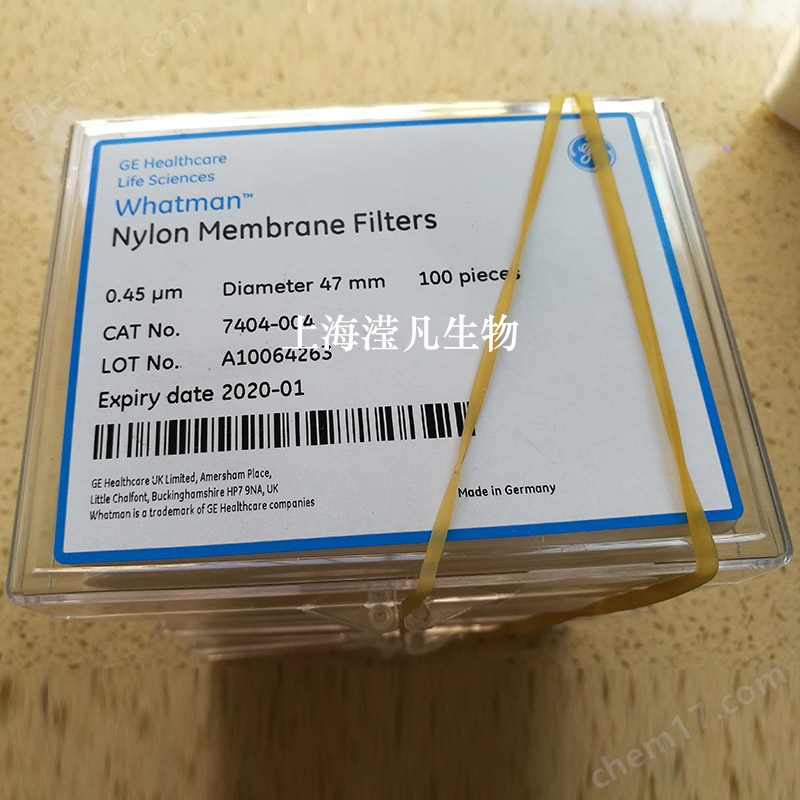 GE Healthcare
Life Sciences
Whatman™
Nylon Membrane Filters
0.45 µm Diameter 47 mm 100 pieces
CAT No. 7404-004
上海滢凡生物
LOT No. A10064263
Expiry date 2020-01
GE Healthcare UK Limited, Amersham Place,
Little Chalfont, Buckinghamshire HP7 9NA, UK
Whatman is a trademark of GE Healthcare companies
Made in Germany
chem17.com
chem17.com